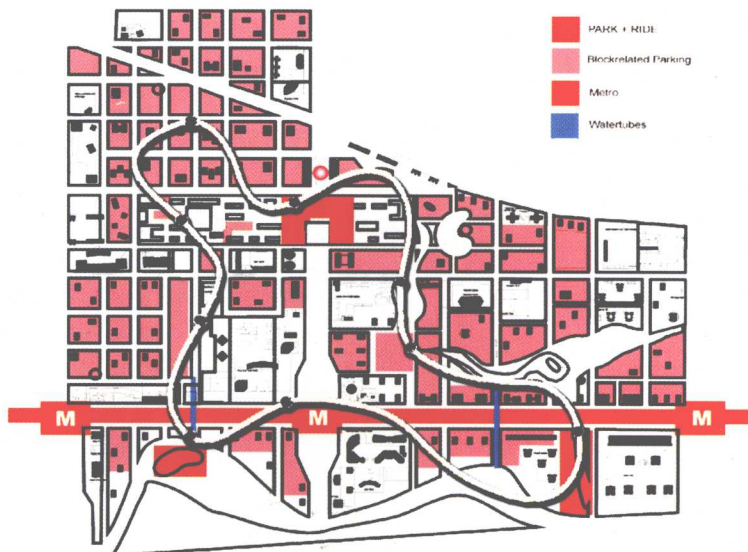 PARK + RIDE
Blockrelated Parking
Metro
Watertubes
M
M
M